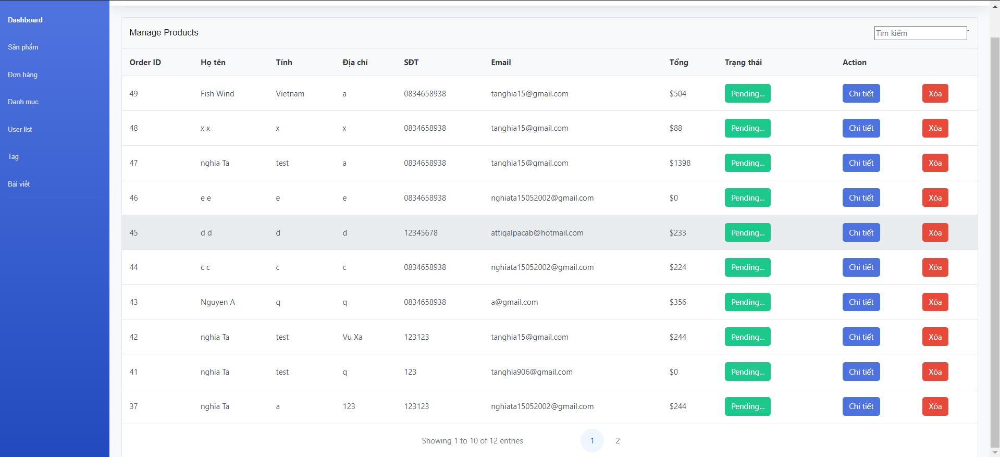 Dashboard
Sản phẩm
Đơn hàng
Danh mục
User list
Tag
Bài viết
Manage Products
Tìm kiếm `
Order ID Họ tên Tỉnh Địa chỉ SĐT Email Tổng Trạng thái Action
49 Fish Wind Vietnam a 0834658938 tanghia15@gmail.com $504 Pending... Chi tiết Xóa
48 x x x x 0834658938 tanghia15@gmail.com $88 Pending... Chi tiết Xóa
47 nghia Ta test a 0834658938 tanghia15@gmail.com $1398 Pending... Chi tiết Xóa
46 e e e e 0834658938 nghiata15052002@gmail.com $0 Pending... Chi tiết Xóa
45 d d d d 12345678 attiqalpacab@hotmail.com $233 Pending... Chi tiết Xóa
44 c c c c 0834658938 nghiata15052002@gmail.com $224 Pending... Chi tiết Xóa
43 Nguyen A q q 0834658938 a@gmail.com $356 Pending... Chi tiết Xóa
42 nghia Ta test Vu Xa 123123 tanghia15@gmail.com $244 Pending... Chi tiết Xóa
41 nghia Ta test q 123 tanghia906@gmail.com $0 Pending... Chi tiết Xóa
37 nghia Ta a 123 123123 nghiata15052002@gmail.com $244 Pending... Chi tiết Xóa
Showing 1 to 10 of 12 entries 1 2